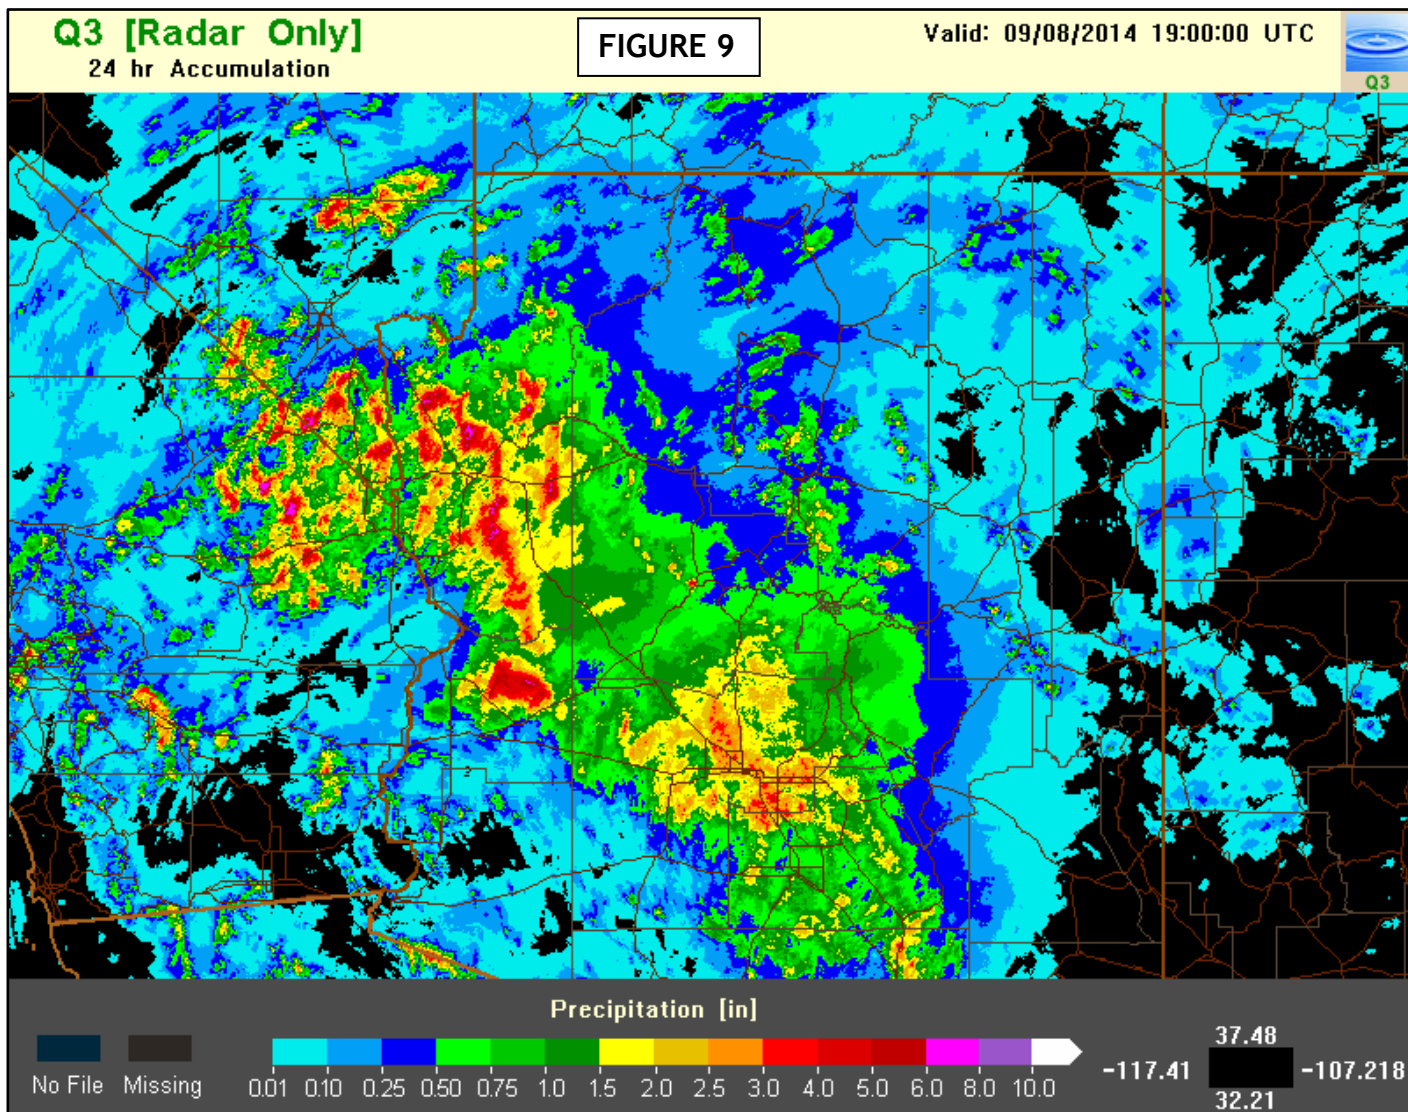 Q3 [Radar Only]
24 hr Accumulation
FIGURE 9
Valid: 09/08/2014 19:00:00 UTC
Q3
Precipitation [in]
No File Missing
0.01 0.10 0.25 0.50 0.75 1.0 1.5 2.0 2.5 3.0 4.0 5.0 6.0 8.0 10.0
37.48
-117.41 -107.218
32.21